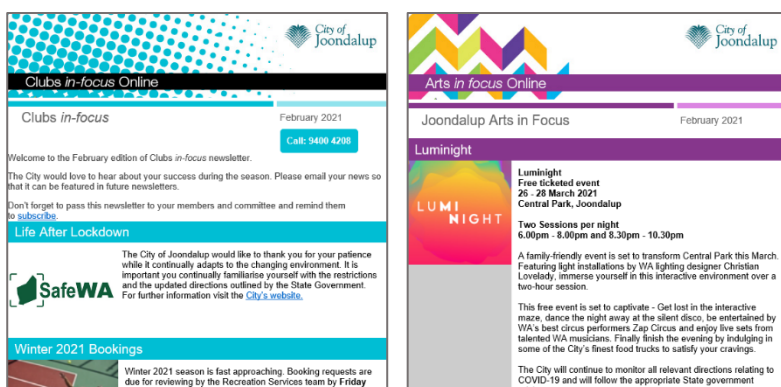 City of
Joondalup
Clubs in-focus Online
Clubs in-focus
February 2021
Call: 9400 4208
Welcome to the February edition of Clubs in-focus newsletter.
The City would love to hear about your success during the season. Please email your news so
that it can be featured in future newsletters.
Don't forget to pass this newsletter to your members and committee and remind them
to subscribe.
Life After Lockdown
SafeWA
The City of Joondalup would like to thank you for your patience
while it continually adapts to the changing environment. It is
important you continually familiarise yourself with the restrictions
and the updated directions outlined by the State Government.
For further information visit the City's website.
Winter 2021 Bookings
Winter 2021 season is fast approaching. Booking requests are
due for reviewing by the Recreation Services team by Friday
City of
Joondalup
Arts in focus Online
Joondalup Arts in Focus
February 2021
Luminight
LUMI
NIGHT
Luminight
Free ticketed event
26 - 28 March 2021
Central Park, Joondalup
Two Sessions per night
6.00pm - 8.00pm and 8.30pm - 10.30pm
A family-friendly event is set to transform Central Park this March.
Featuring light installations by WA lighting designer Christian
Lovelady, immerse yourself in this interactive environment over a
two-hour session.
This free event is set to captivate - Get lost in the interactive
maze, dance the night away at the silent disco, be entertained by
WA's best circus performers Zap Circus and enjoy live sets from
talented WA musicians. Finally finish the evening by indulging in
some of the City's finest food trucks to satisfy your cravings.
The City will continue to monitor all relevant directions relating to
COVID-19 and will follow the appropriate State government